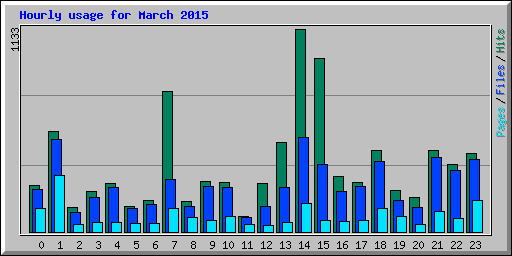 Hourly usage for March 2015
1133
Pages / Files / Hits
0 1 2 3 4 5 6 7 8 9 10 11 12 13 14 15 16 17 18 19 20 21 22 23